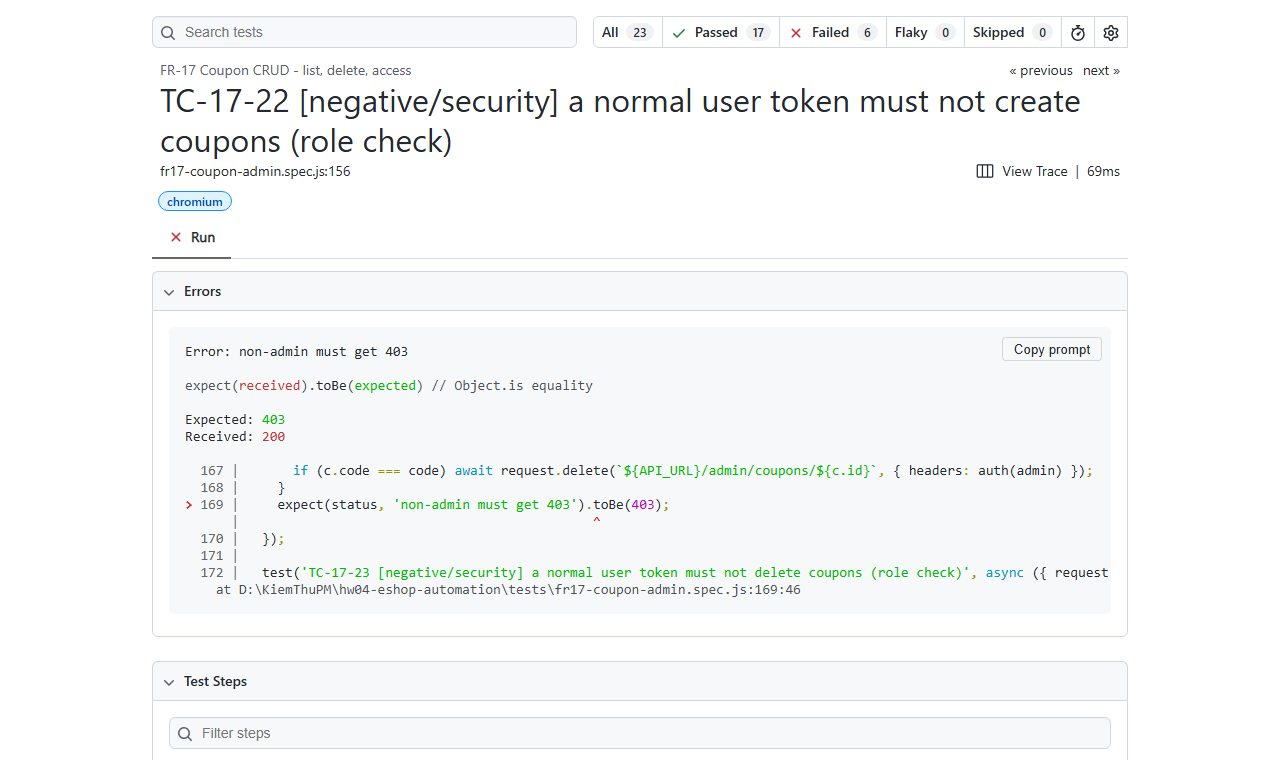 Search tests
All 23 Passed 17 Failed 6 Flaky 0 Skipped 0
FR-17 Coupon CRUD - list, delete, access
« previous next »
TC-17-22 [negative/security] a normal user token must not create
coupons (role check)
fr17-coupon-admin.spec.js:156
View Trace | 69ms
chromium
Run
Errors
Copy prompt
Error: non-admin must get 403
expect(received).toBe(expected) // Object.is equality
Expected: 403
Received: 200
167 |       if (c.code === code) await request.delete(`${API_URL}/admin/coupons/${c.id}`, { headers: auth(admin) });
168 |     }
> 169 |     expect(status, 'non-admin must get 403').toBe(403);
|                                              ^
170 |   });
171 |
172 |   test('TC-17-23 [negative/security] a normal user token must not delete coupons (role check)', async ({ request
at D:\KiemThuPM\hw04-eshop-automation\tests\fr17-coupon-admin.spec.js:169:46
Test Steps
Filter steps